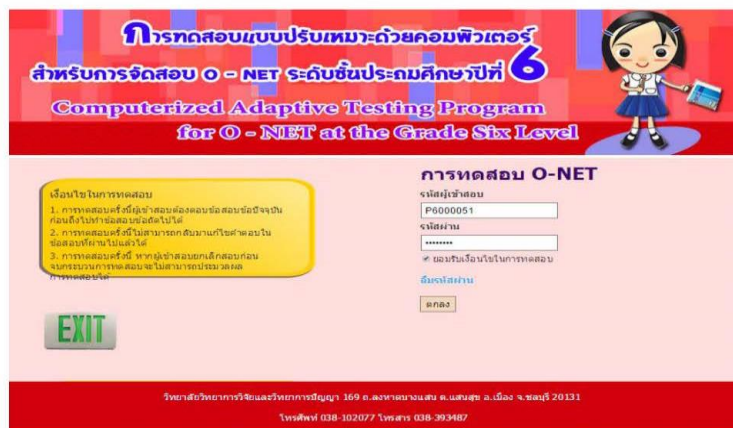 การทดสอบแบบปรับเหมาะด้วยคอมพิวเตอร์
สำหรับการจัดสอบ O - NET ระดับชั้นประถมศึกษาปีที่ 6
Computerized Adaptive Testing Program
for O - NET at the Grade Six Level
เงื่อนไขในการทดสอบ
1. การทดสอบครั้งนี้ผู้เข้าสอบต้องตอบข้อสอบข้อปัจจุบัน
ก่อนถึงไปทำข้อสอบข้อถัดไปได้
2. การทดสอบครั้งนี้ไม่สามารถกลับมาแก้ไขคำตอบใน
ข้อสอบที่ผ่านไปแล้วได้
3. การทดสอบครั้งนี้ หากผู้เข้าสอบยกเลิกสอบก่อน
จบกระบวนการทดสอบจะไม่สามารถประมวลผล
การทดสอบได้
EXIT
การทดสอบ O-NET
รหัสผู้เข้าสอบ
P6000051
รหัสผ่าน
••••••••
ยอมรับเงื่อนไขในการทดสอบ
ลืมรหัสผ่าน
ตกลง
วิทยาลัยวิทยาการวิจัยและวิทยาการปัญญา 169 ถ.ลงหาดบางแสน ต.แสนสุข อ.เมือง จ.ชลบุรี 20131
โทรศัพท์ 038-102077 โทรสาร 038-393487